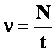 ν = N/t